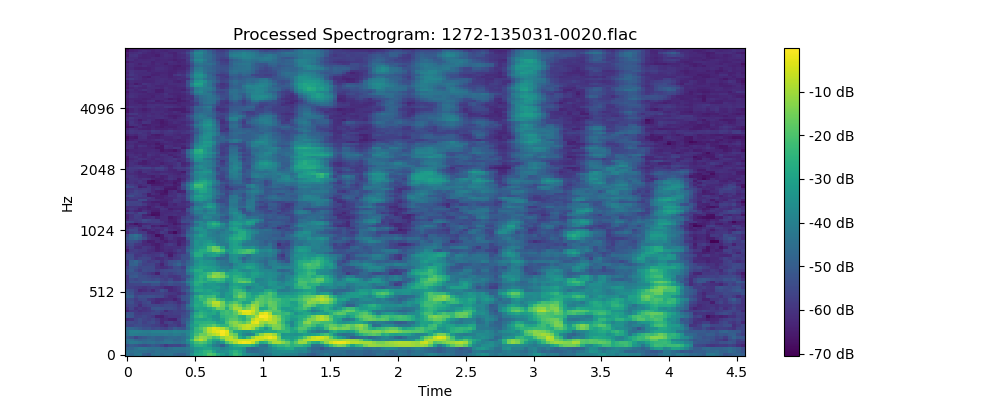 Processed Spectrogram: 1272-135031-0020.flac
Hz
4096
2048
1024
512
0
0 0.5 1 1.5 2 2.5 3 3.5 4 4.5
Time
-10 dB
-20 dB
-30 dB
-40 dB
-50 dB
-60 dB
-70 dB